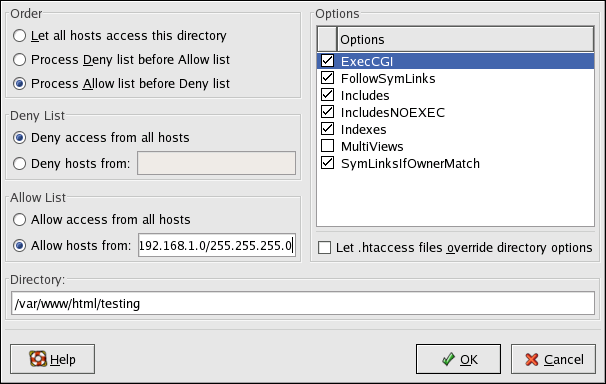 Order
Let all hosts access this directory
Process Deny list before Allow list
Process Allow list before Deny list
Deny List
Deny access from all hosts
Deny hosts from:
Allow List
Allow access from all hosts
Allow hosts from: 192.168.1.0/255.255.255.0
Options
Options
ExecCGI
FollowSymLinks
Includes
IncludesNOEXEC
Indexes
MultiViews
SymLinksIfOwnerMatch
Let .htaccess files override directory options
Directory:
/var/www/html/testing
Help
OK
Cancel